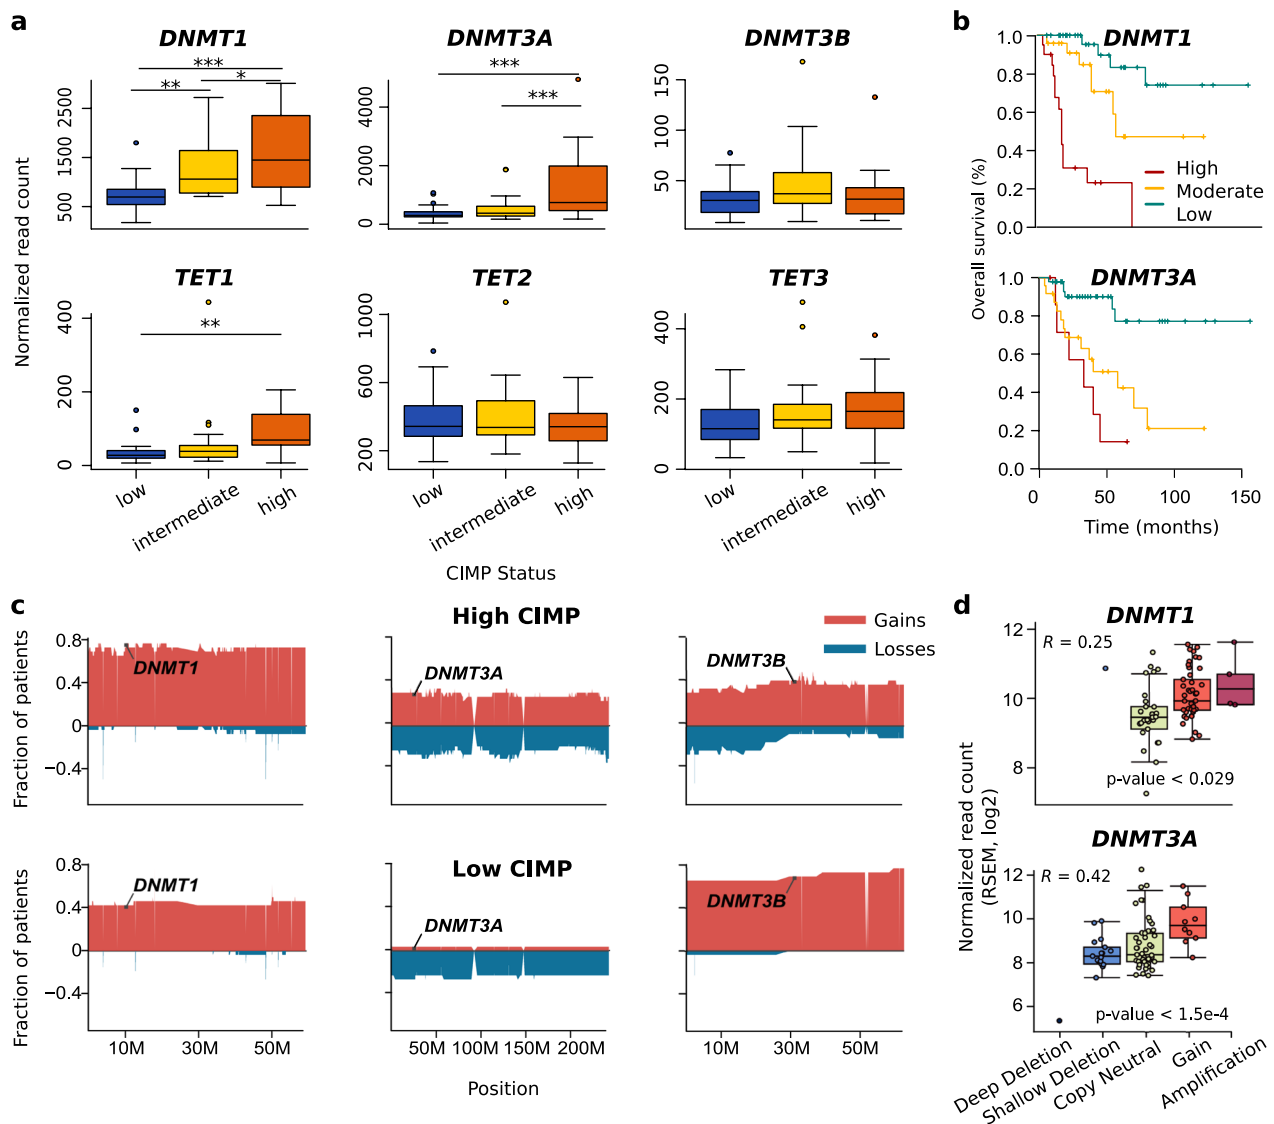 a
DNMT1
DNMT3A
DNMT3B
Normalized read count
***
**
*
2500
1500
500
***
***
4000
2000
0
150
100
50
TET1
TET2
TET3
**
400
200
0
1000
600
200
400
200
0
low
intermediate
high
low
intermediate
high
low
intermediate
high
CIMP Status
b
DNMT1
Overall survival (%)
1.0
0.8
0.6
0.4
0.2
0.0
High
Moderate
Low
DNMT3A
1.0
0.8
0.6
0.4
0.2
0.0
0
50
100
150
Time (months)
c
High CIMP
Gains
Losses
Fraction of patients
0.8
0.4
0
−0.4
DNMT1
DNMT3A
DNMT3B
Low CIMP
Fraction of patients
0.8
0.4
0
−0.4
DNMT1
DNMT3A
DNMT3B
10M
30M
50M
50M
100M
150M
200M
10M
30M
50M
Position
d
DNMT1
Normalized read count
(RSEM, log2)
12
10
8
R = 0.25
p-value < 0.029
DNMT3A
12
10
8
6
R = 0.42
p-value < 1.5e-4
Deep Deletion
Shallow Deletion
Copy Neutral
Gain
Amplification